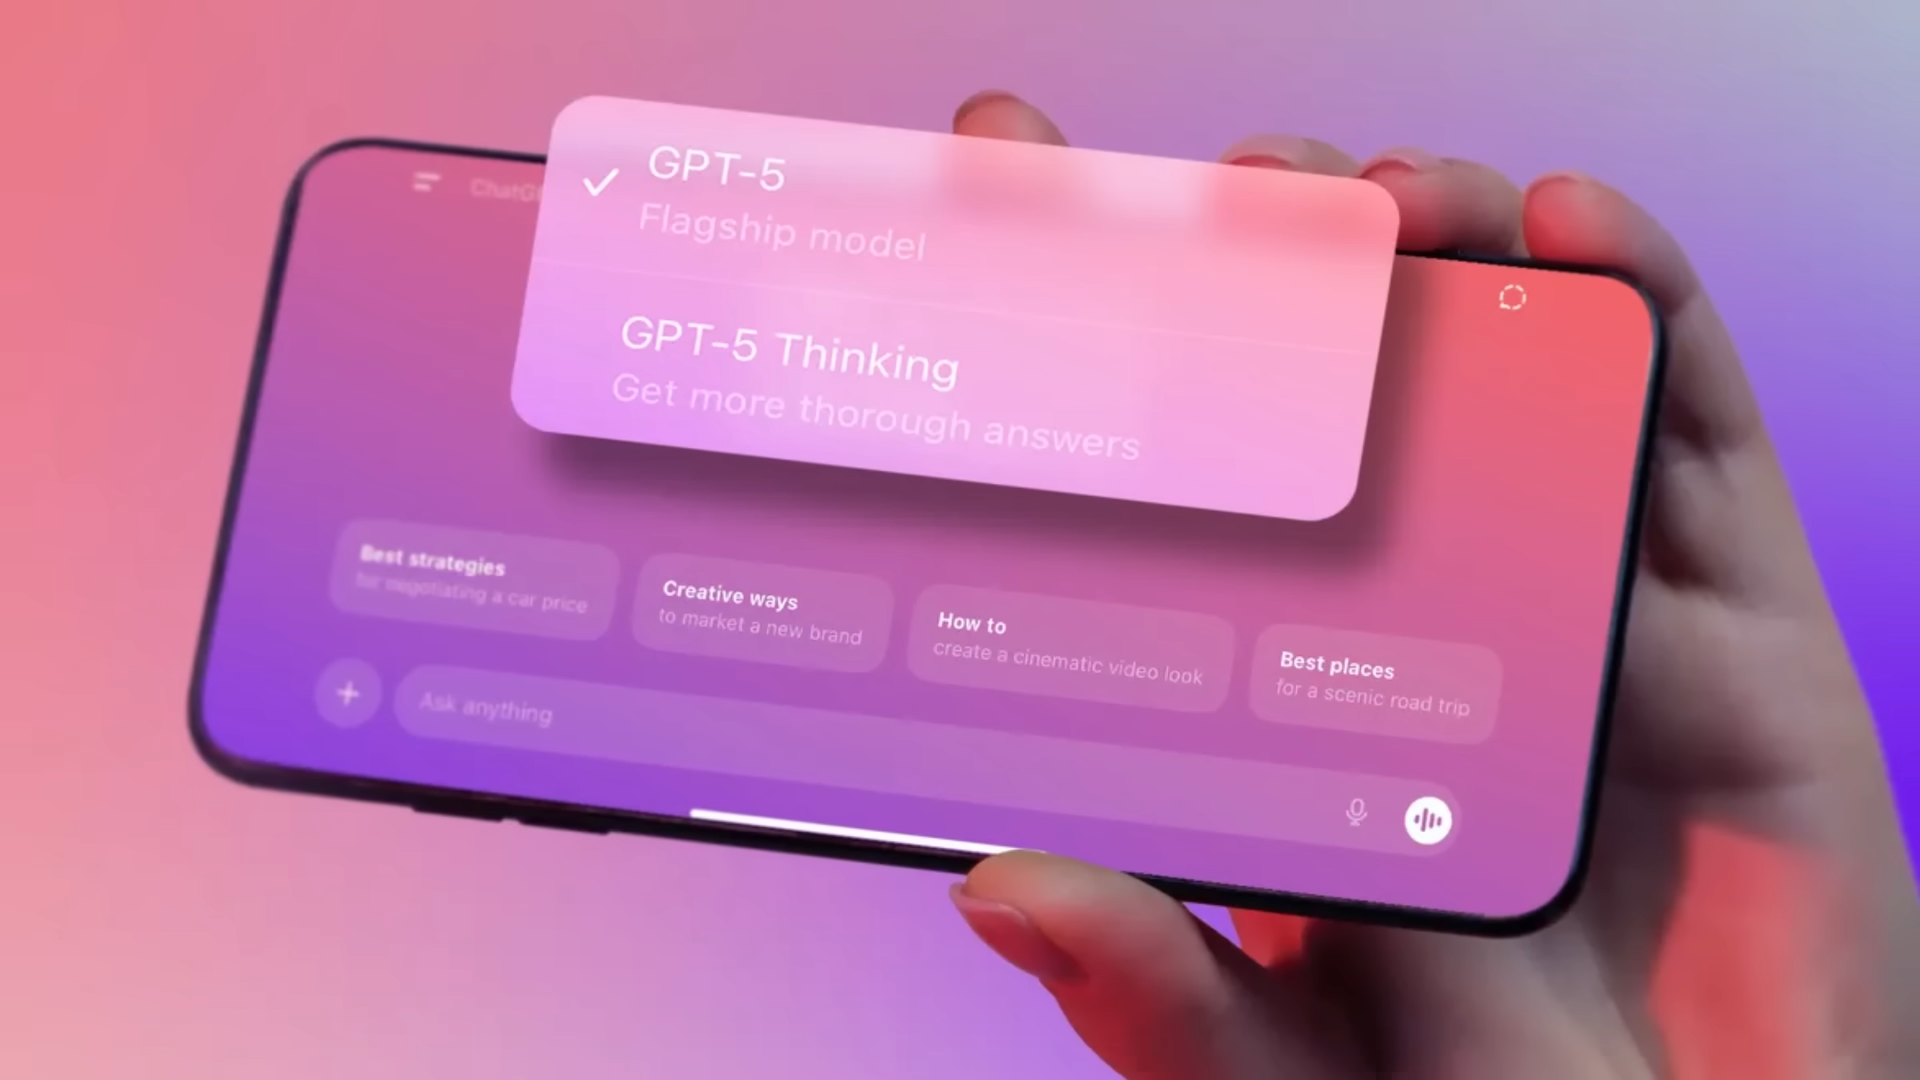 GPT-5
Flagship model
GPT-5 Thinking
Get more thorough answers
Best strategies
for negotiating a car price
Creative ways
to market a new brand
How to
create a cinematic video look
Best places
for a scenic road trip
Ask anything